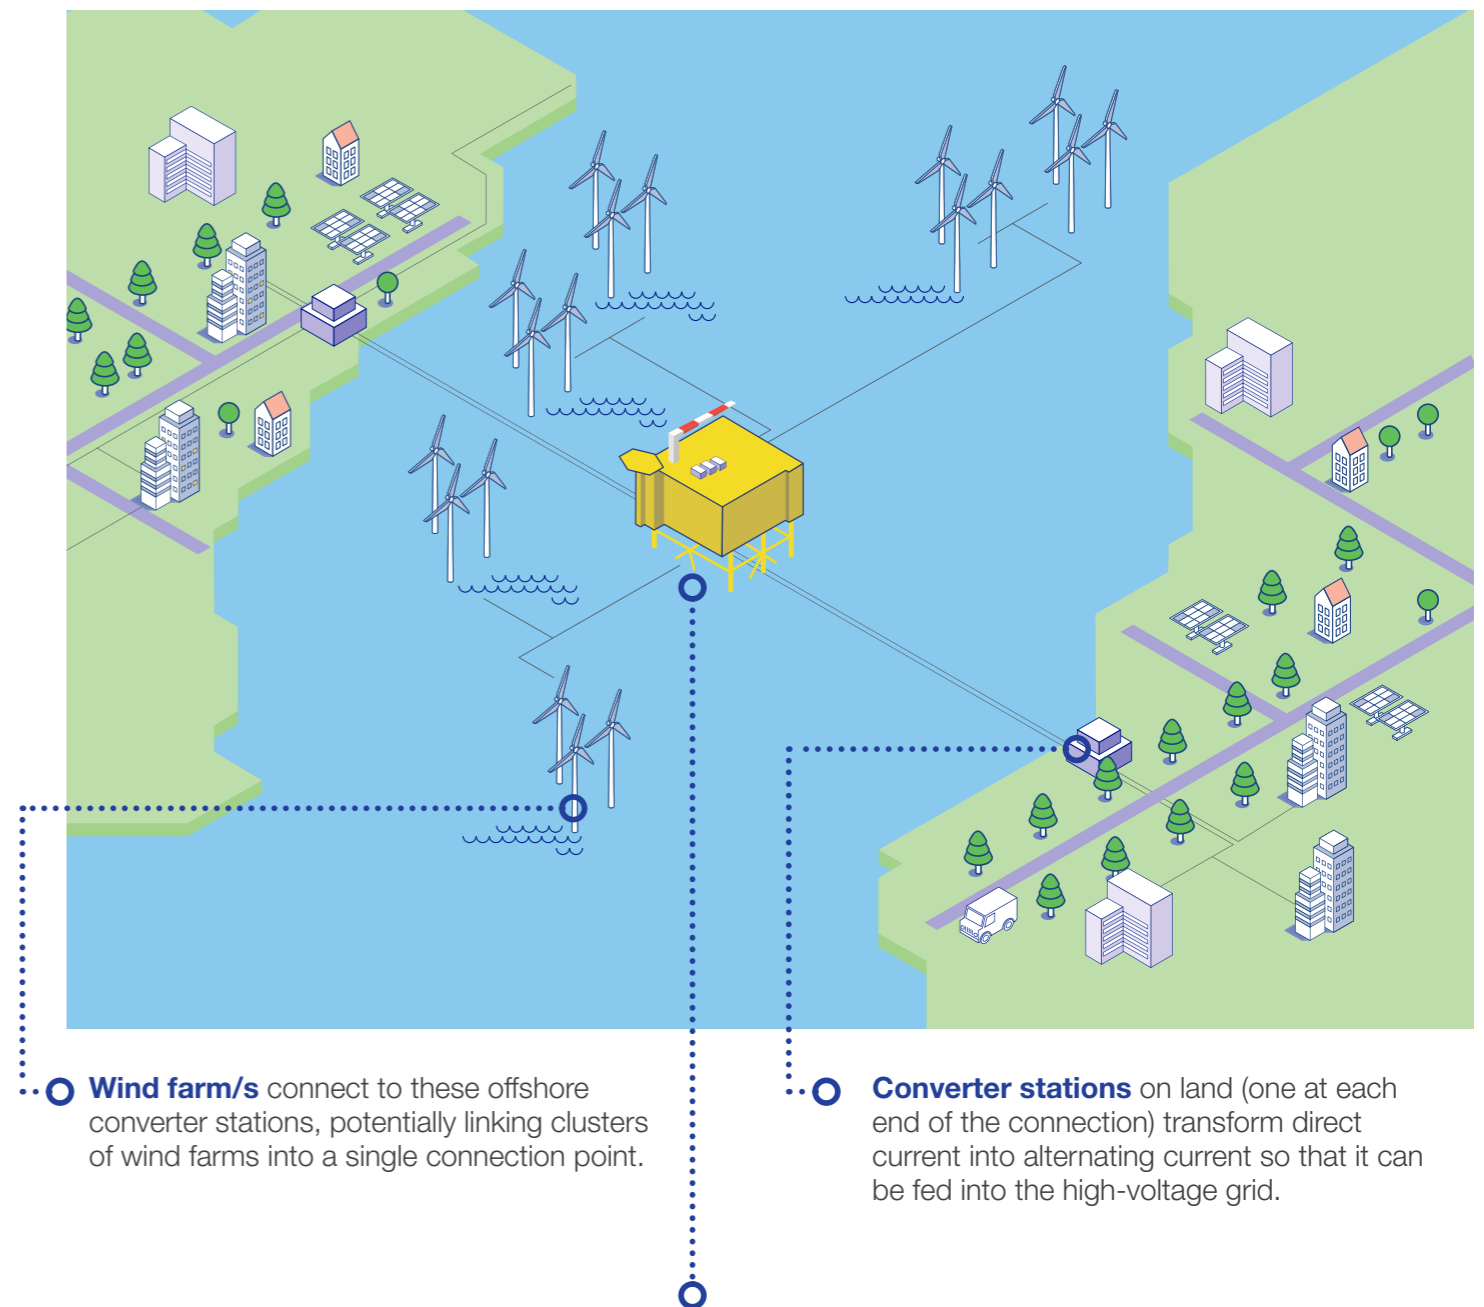 Wind farm/s connect to these offshore
converter stations, potentially linking clusters
of wind farms into a single connection point.
Converter stations on land (one at each
end of the connection) transform direct
current into alternating current so that it can
be fed into the high-voltage grid.